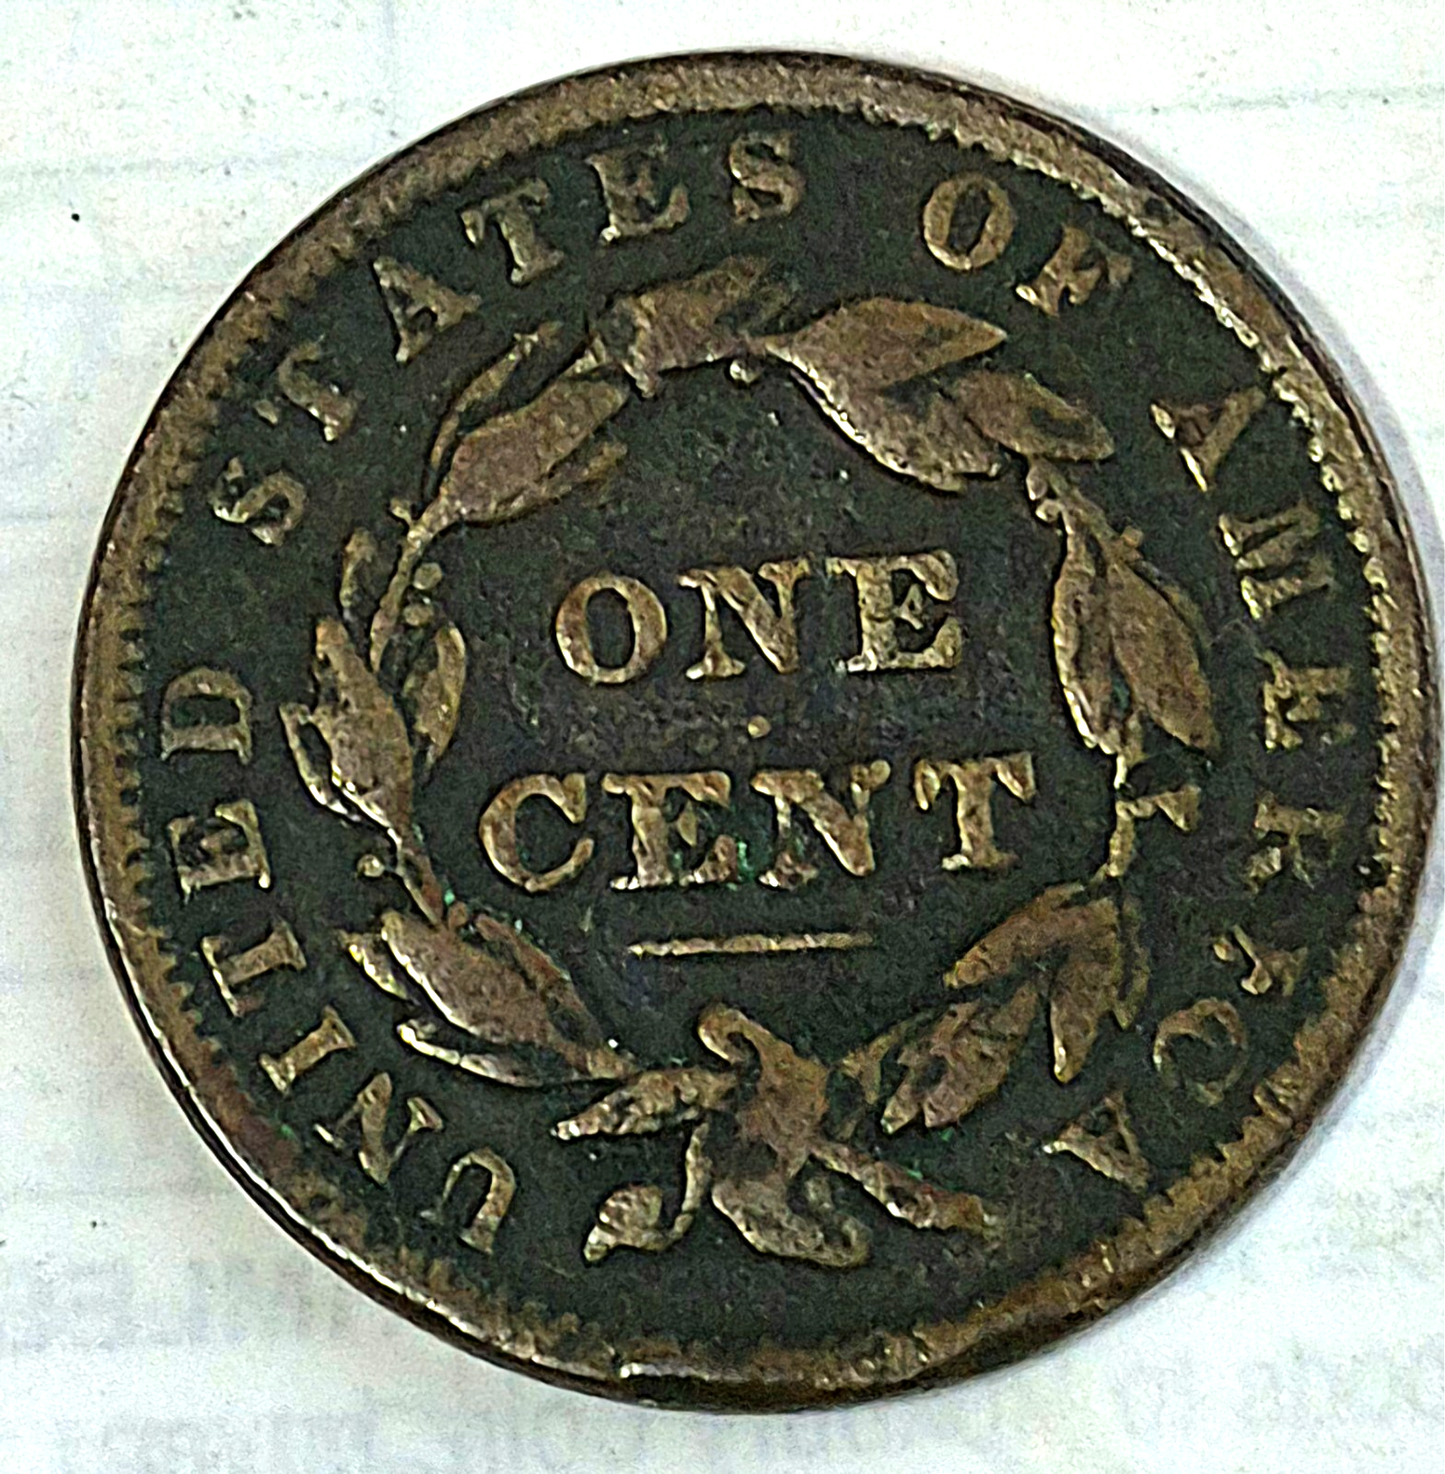 UNITED STATES OF AMERICA
ONE
CENT